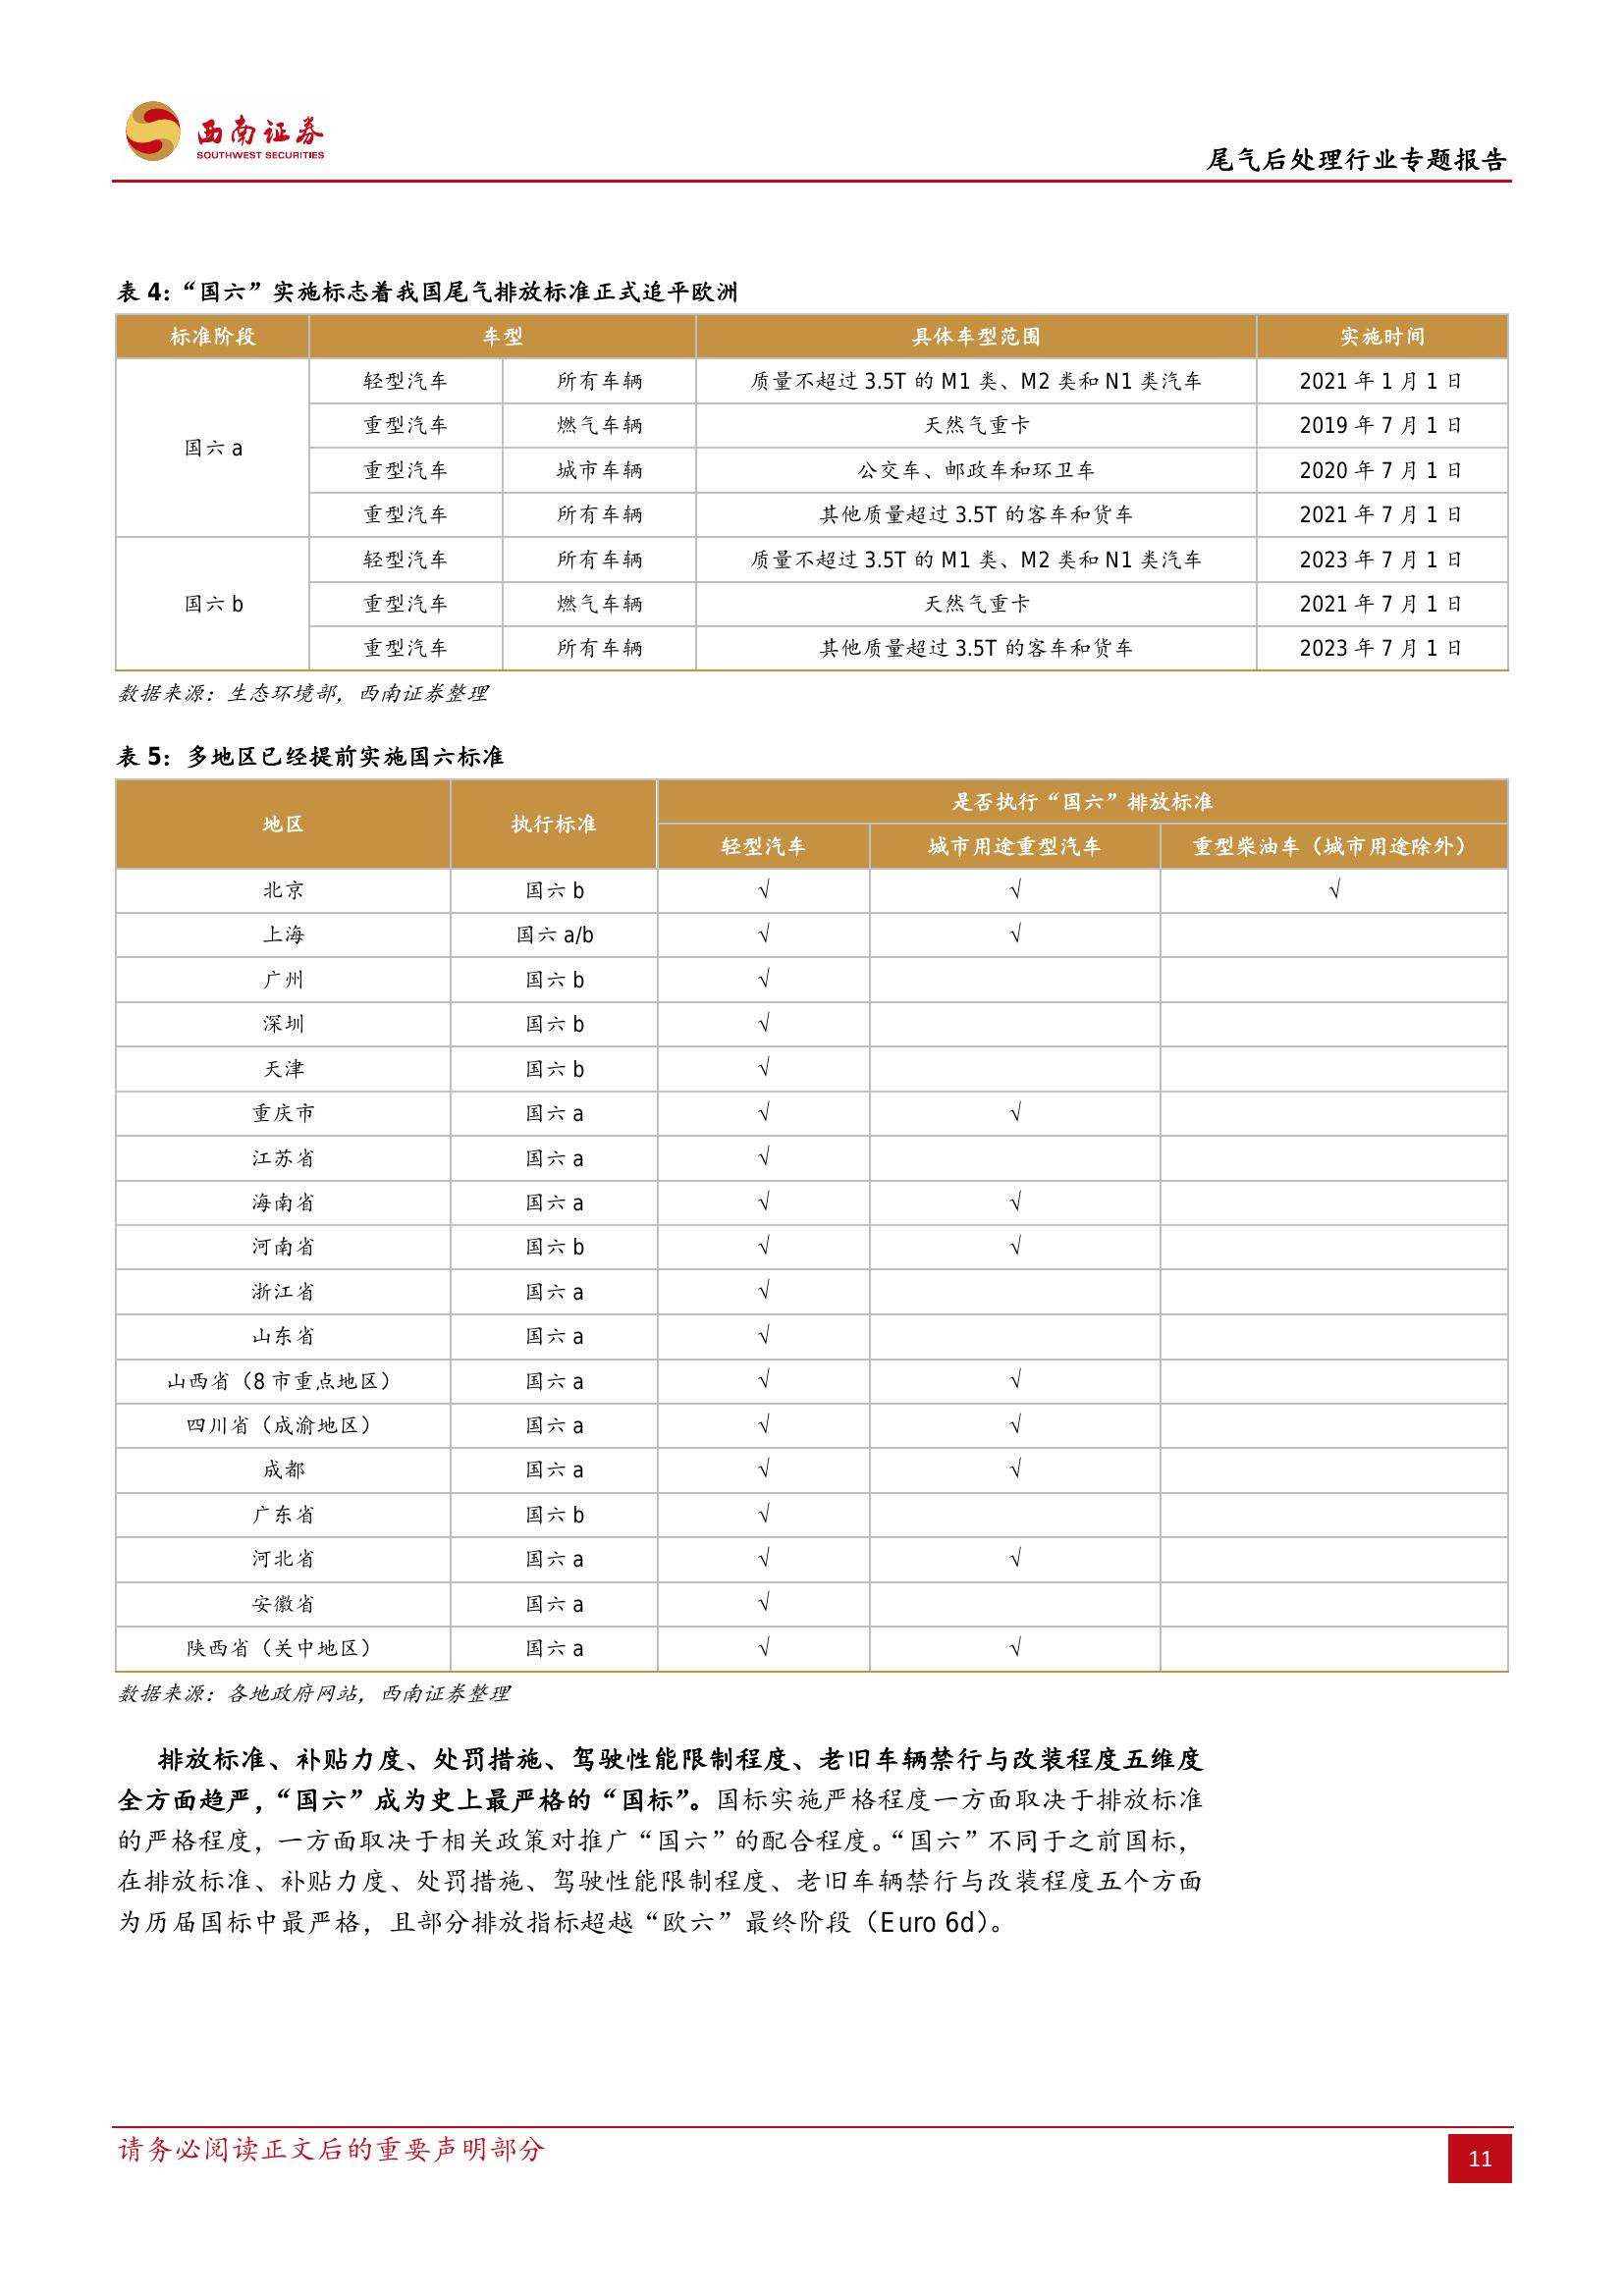 西南证券
SOUTHWEST SECURITIES
尾气后处理行业专题报告
表 4：“国六”实施标志着我国尾气排放标准正式追平欧洲
标准阶段 车型 具体车型范围 实施时间
国六 a
轻型汽车 所有车辆 质量不超过 3.5T 的 M1 类、M2 类和 N1 类汽车 2021 年 1 月 1 日
重型汽车 燃气车辆 天然气重卡 2019 年 7 月 1 日
重型汽车 城市车辆 公交车、邮政车和环卫车 2020 年 7 月 1 日
重型汽车 所有车辆 其他质量超过 3.5T 的客车和货车 2021 年 7 月 1 日
国六 b
轻型汽车 所有车辆 质量不超过 3.5T 的 M1 类、M2 类和 N1 类汽车 2023 年 7 月 1 日
重型汽车 燃气车辆 天然气重卡 2021 年 7 月 1 日
重型汽车 所有车辆 其他质量超过 3.5T 的客车和货车 2023 年 7 月 1 日
数据来源：生态环境部，西南证券整理
表 5：多地区已经提前实施国六标准
地区 执行标准 是否执行“国六”排放标准
轻型汽车 城市用途重型汽车 重型柴油车（城市用途除外）
北京 国六 b √ √ √
上海 国六 a/b √ √
广州 国六 b √
深圳 国六 b √
天津 国六 b √
重庆市 国六 a √ √
江苏省 国六 a √
海南省 国六 a √ √
河南省 国六 b √ √
浙江省 国六 a √
山东省 国六 a √
山西省（8 市重点地区） 国六 a √ √
四川省（成渝地区） 国六 a √ √
成都 国六 a √ √
广东省 国六 b √
河北省 国六 a √ √
安徽省 国六 a √
陕西省（关中地区） 国六 a √ √
数据来源：各地政府网站，西南证券整理
排放标准、补贴力度、处罚措施、驾驶性能限制程度、老旧车辆禁行与改装程度五维度
全方面趋严，“国六”成为史上最严格的“国标”。国标实施严格程度一方面取决于排放标准
的严格程度，一方面取决于相关政策对推广“国六”的配合程度。“国六”不同于之前国标，
在排放标准、补贴力度、处罚措施、驾驶性能限制程度、老旧车辆禁行与改装程度五个方面
为历届国标中最严格，且部分排放指标超越“欧六”最终阶段（Euro 6d）。
请务必阅读正文后的重要声明部分
11